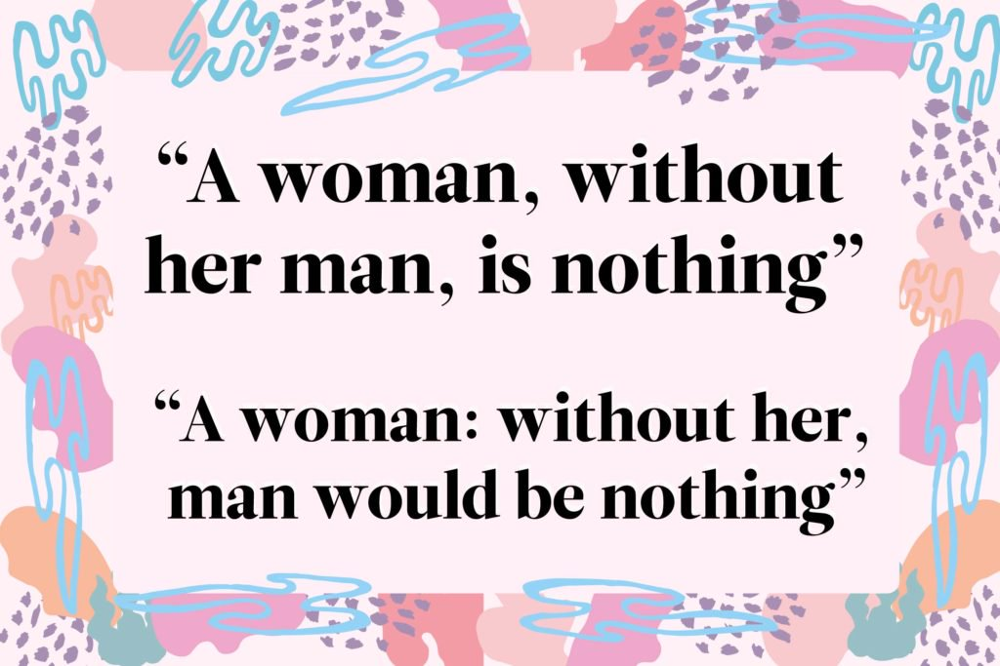 “A woman, without
her man, is nothing”
“A woman: without her,
man would be nothing”